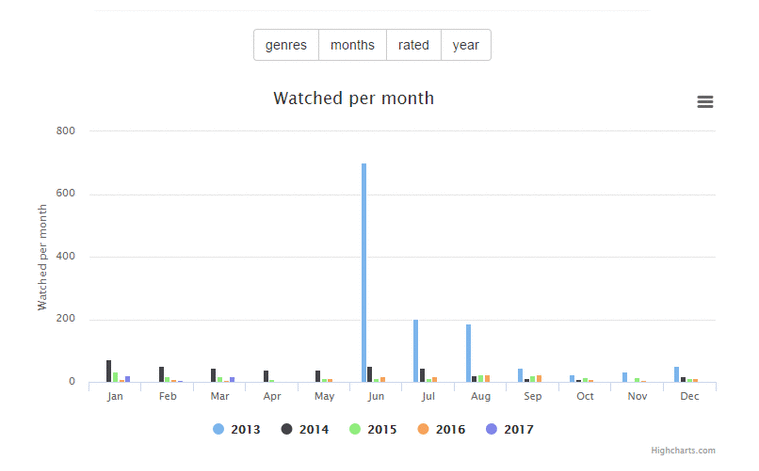 genres months rated year
Watched per month
Watched per month
800
600
400
200
0
Jan Feb Mar Apr May Jun Jul Aug Sep Oct Nov Dec
2013 2014 2015 2016 2017
Highcharts.com